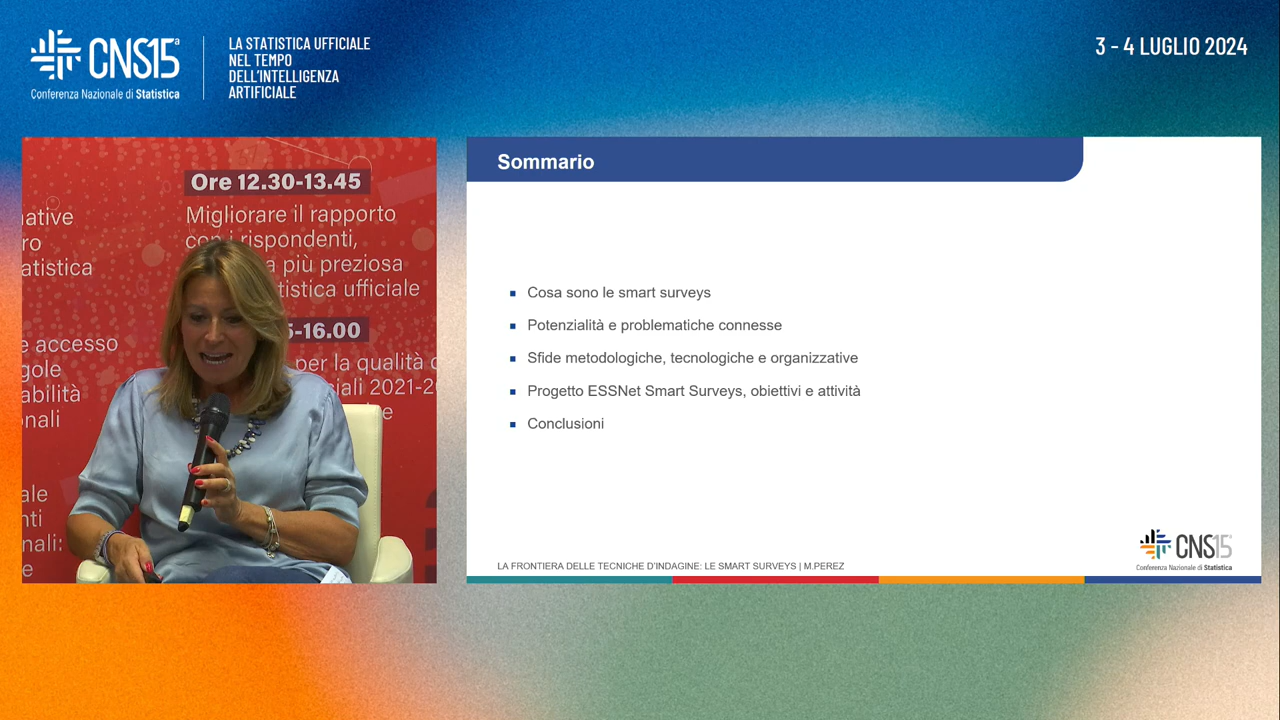 CNS15ª
Conferenza Nazionale di Statistica
LA STATISTICA UFFICIALE
NEL TEMPO
DELL'INTELLIGENZA
ARTIFICIALE
3 - 4 LUGLIO 2024
Ore 12.30-13.45
Migliorare il rapporto
con i rispondenti,
a più preziosa
tistica ufficiale
5-16.00
per la qualità
siali 2021-2
ative
ro
atistica
e accesso
gole
abilità
onali
ale
nti
nali:
e
Sommario
▪ Cosa sono le smart surveys
▪ Potenzialità e problematiche connesse
▪ Sfide metodologiche, tecnologiche e organizzative
▪ Progetto ESSNet Smart Surveys, obiettivi e attività
▪ Conclusioni
LA FRONTIERA DELLE TECNICHE D'INDAGINE: LE SMART SURVEYS | M.PEREZ
CNS15
Conferenza Nazionale di Statistica